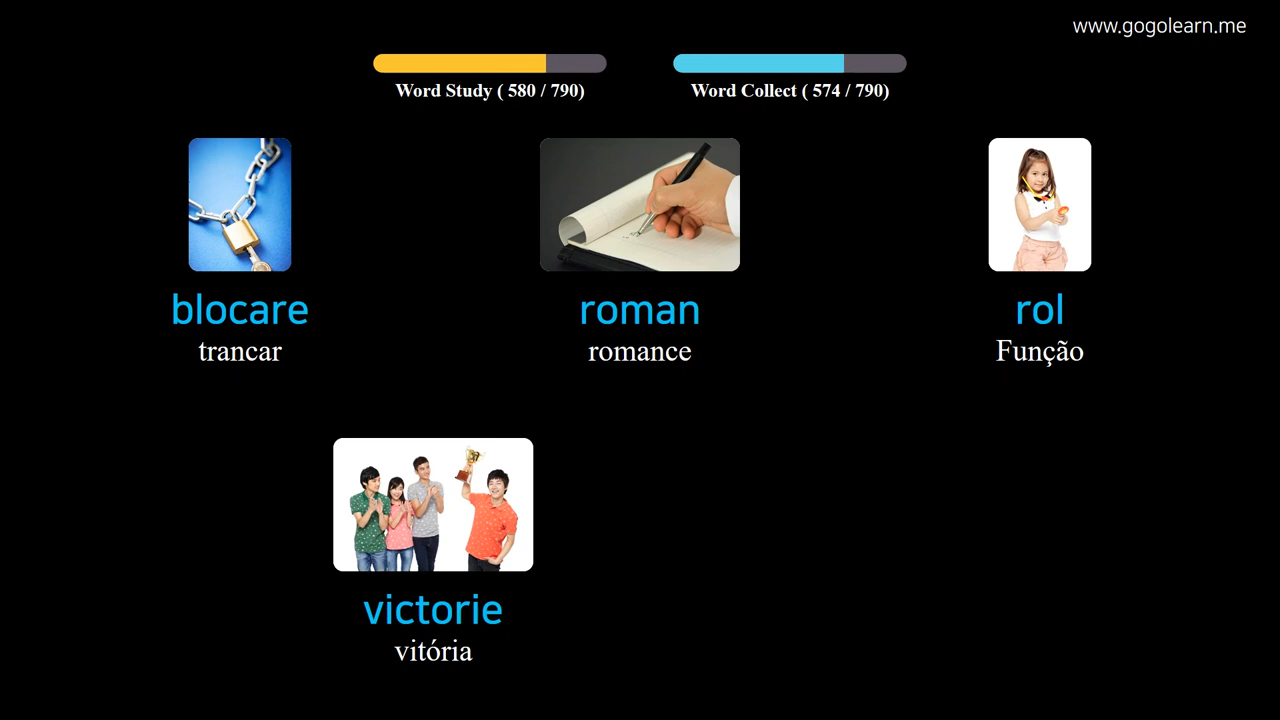 www.gogolearn.me
Word Study ( 580 / 790)
Word Collect ( 574 / 790)
blocare
trancar
roman
romance
rol
Função
victorie
vitória